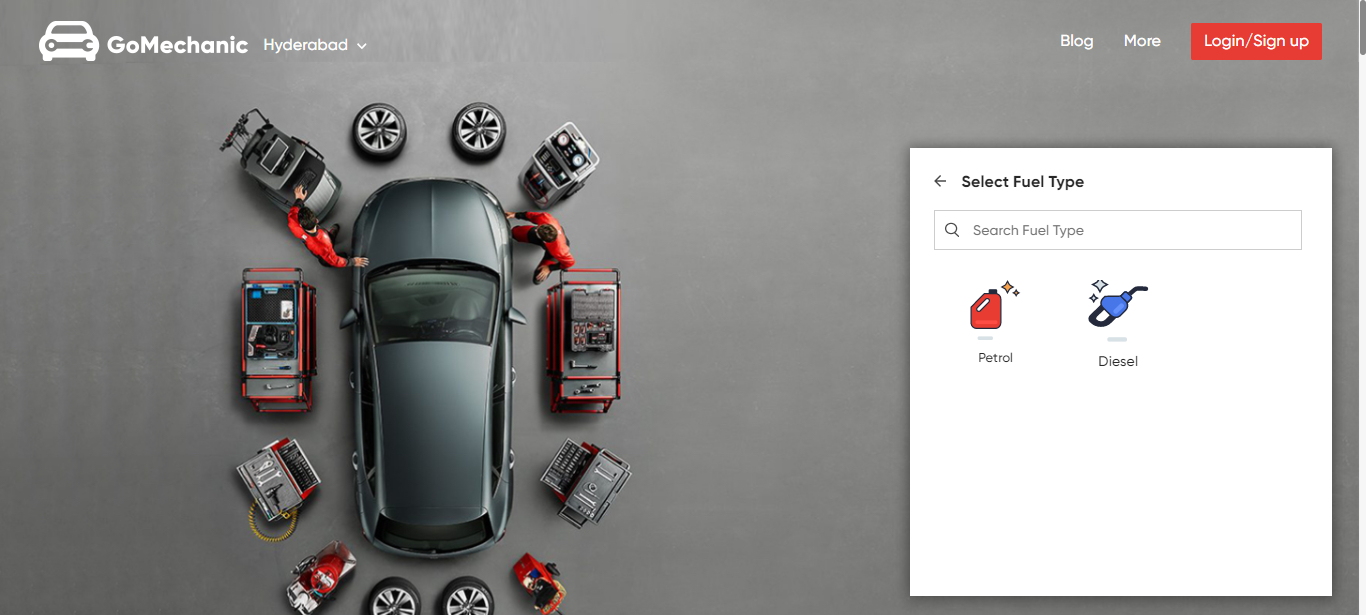 GoMechanic Hyderabad
Blog More Login/Sign up
Select Fuel Type
Search Fuel Type
Petrol Diesel